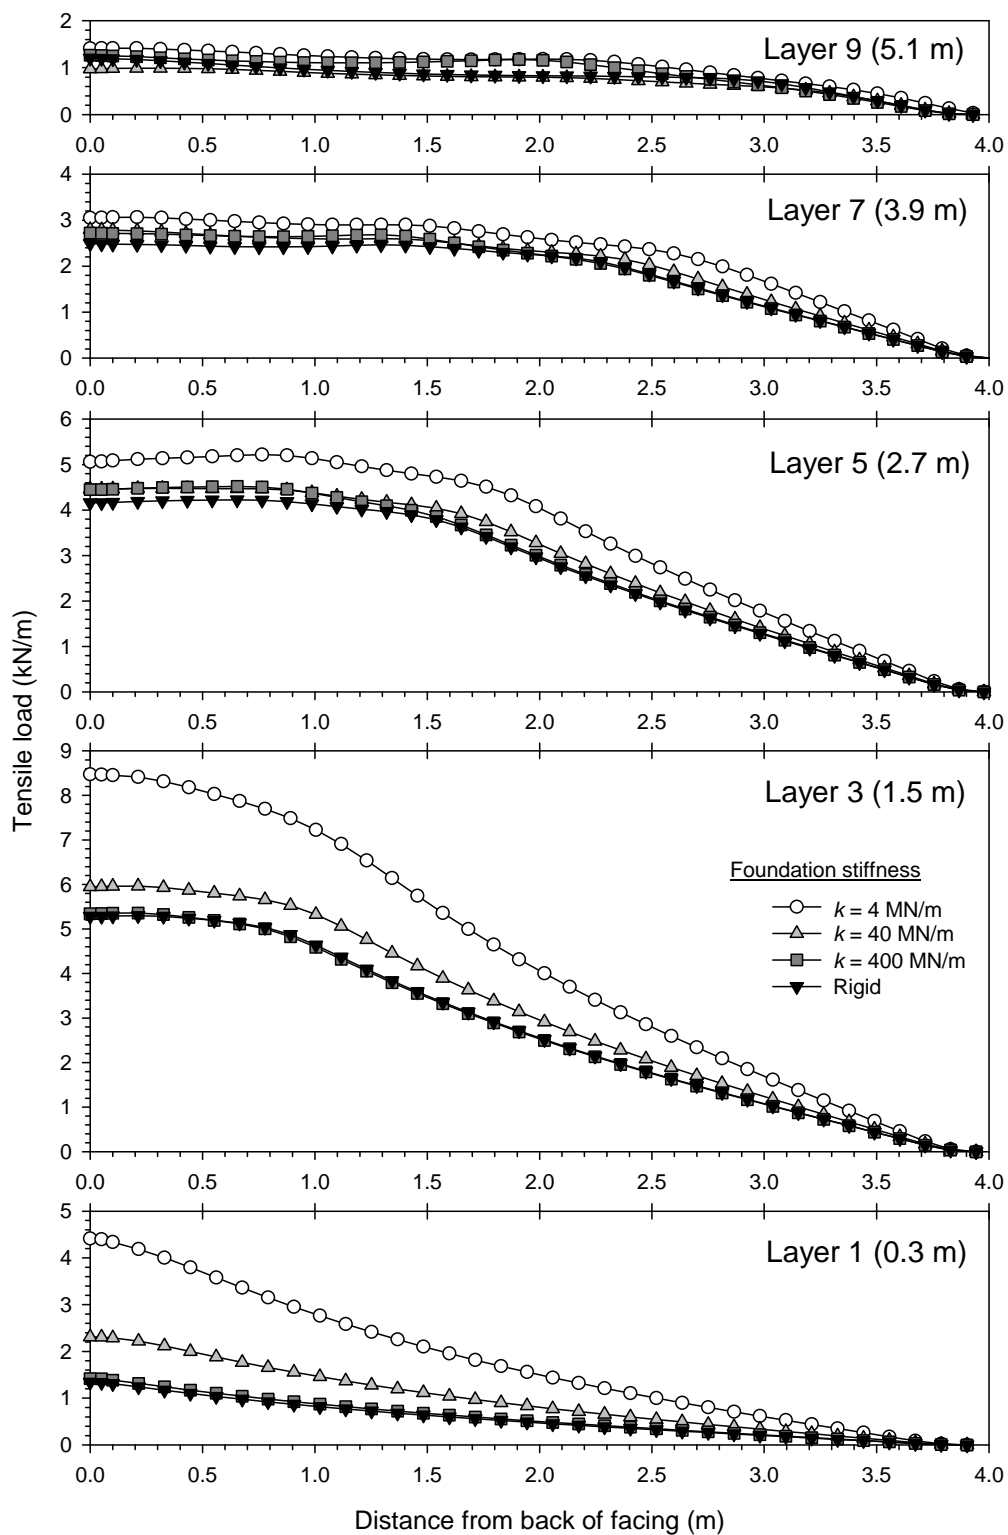 2
1
0
Layer 9 (5.1 m)
0.0 0.5 1.0 1.5 2.0 2.5 3.0 3.5 4.0
4
3
2
1
0
Layer 7 (3.9 m)
0.0 0.5 1.0 1.5 2.0 2.5 3.0 3.5 4.0
6
5
4
3
2
1
0
Layer 5 (2.7 m)
0.0 0.5 1.0 1.5 2.0 2.5 3.0 3.5 4.0
Tensile load (kN/m)
9
8
7
6
5
4
3
2
1
0
Layer 3 (1.5 m)
Foundation stiffness
k = 4 MN/m
k = 40 MN/m
k = 400 MN/m
Rigid
0.0 0.5 1.0 1.5 2.0 2.5 3.0 3.5 4.0
5
4
3
2
1
0
Layer 1 (0.3 m)
0.0 0.5 1.0 1.5 2.0 2.5 3.0 3.5 4.0
Distance from back of facing (m)